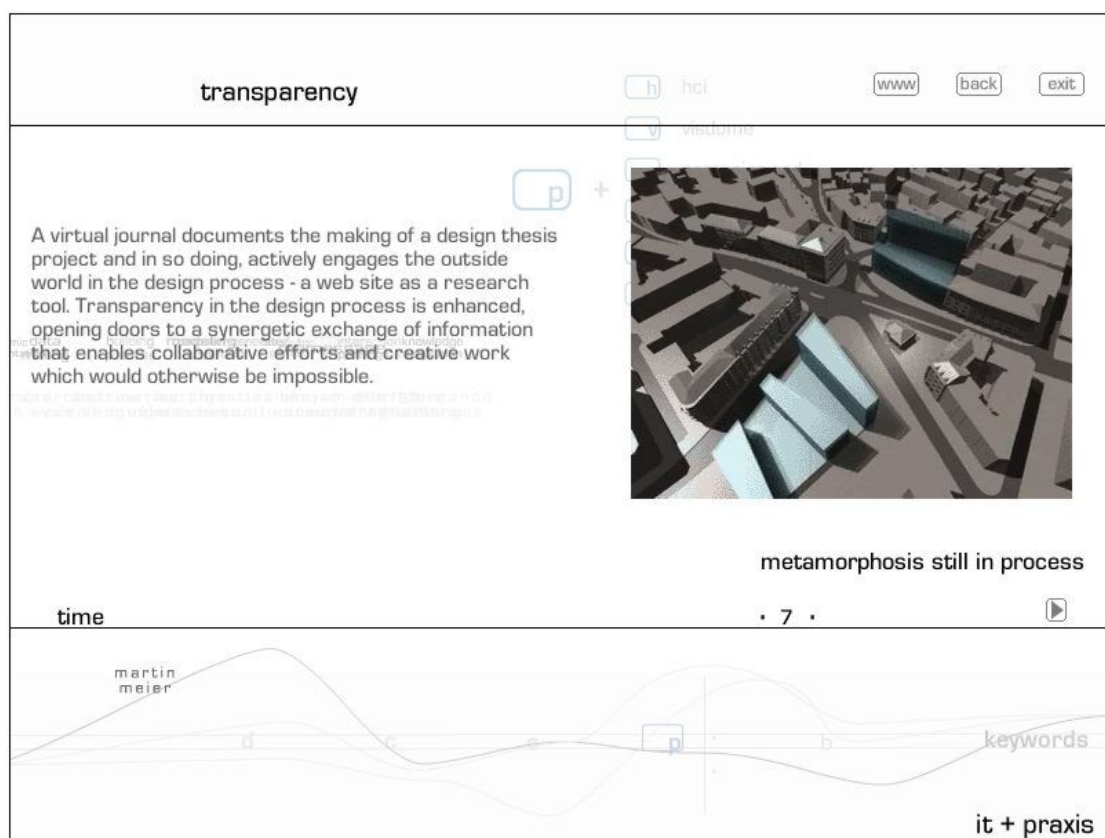 transparency
h hci
www back exit
v visdome
p +
A virtual journal documents the making of a design thesis
project and in so doing, actively engages the outside
world in the design process - a web site as a research
tool. Transparency in the design process is enhanced,
opening doors to a synergetic exchange of information
that enables collaborative efforts and creative work
which would otherwise be impossible.
metamorphosis still in process
time
· 7 ·
martin
meier
d c e p b keywords
it + praxis